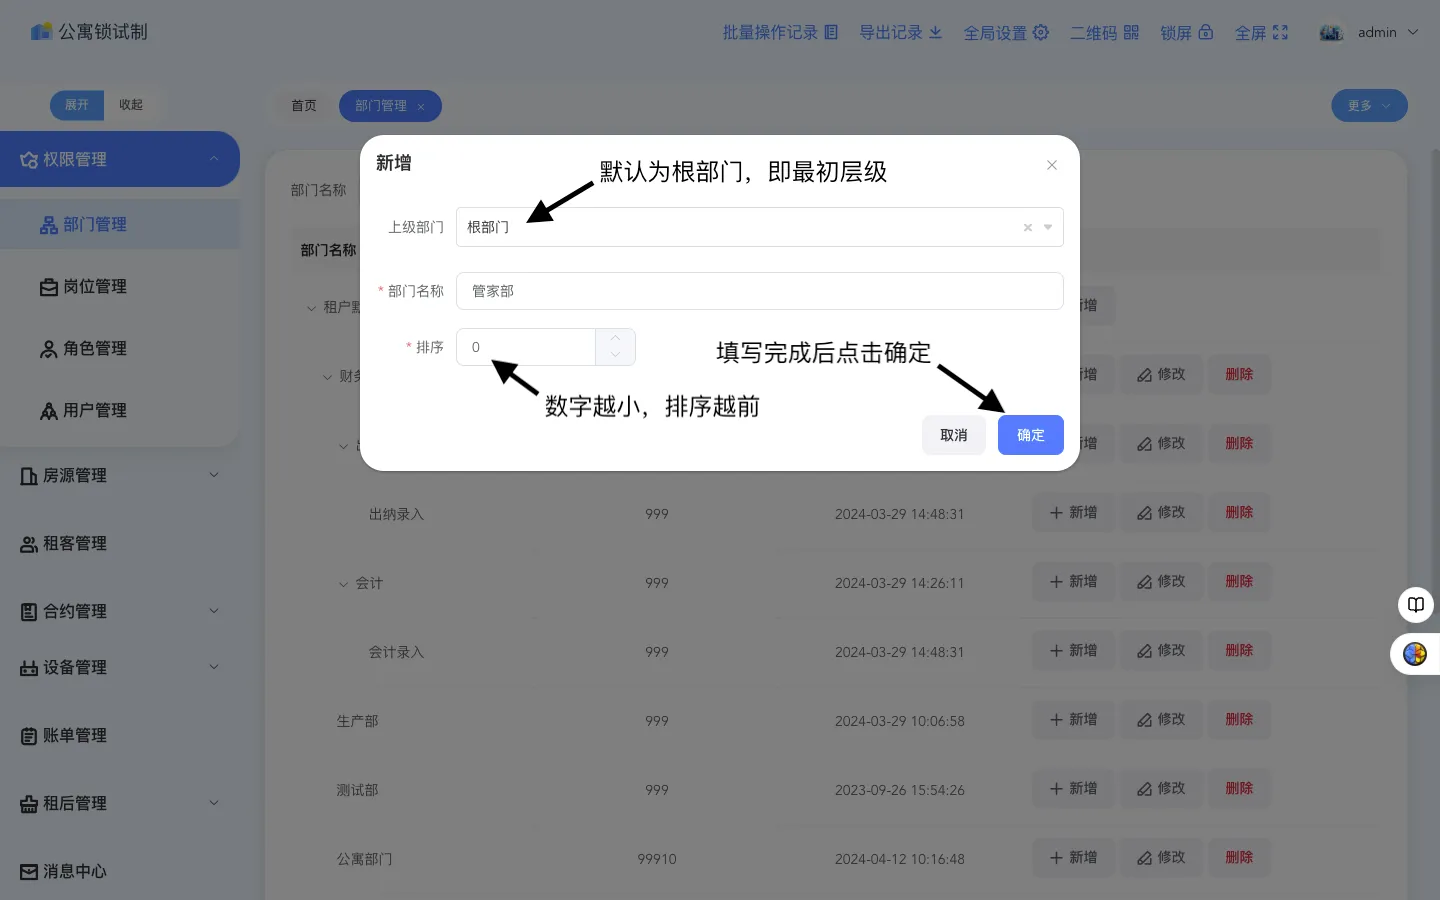 公寓锁试制
批量操作记录 导出记录 全局设置 二维码 锁屏 全屏 admin
展开 收起 首页 部门管理 × 更多
权限管理
部门管理
岗位管理
角色管理
用户管理
房源管理
租客管理
合约管理
设备管理
账单管理
租后管理
消息中心
部门名称
部门名称
新增
默认为根部门，即最初层级
上级部门 根部门
* 部门名称 管家部
* 排序 0
填写完成后点击确定
数字越小，排序越前
取消 确定
租户默 增
财务 增 修改 删除
增 修改 删除
出纳录入 999 2024-03-29 14:48:31 + 新增 修改 删除
会计 999 2024-03-29 14:26:11 + 新增 修改 删除
会计录入 999 2024-03-29 14:48:31 + 新增 修改 删除
生产部 999 2024-03-29 10:06:58 + 新增 修改 删除
测试部 999 2023-09-26 15:54:26 + 新增 修改 删除
公寓部门 99910 2024-04-12 10:16:48 + 新增 修改 删除